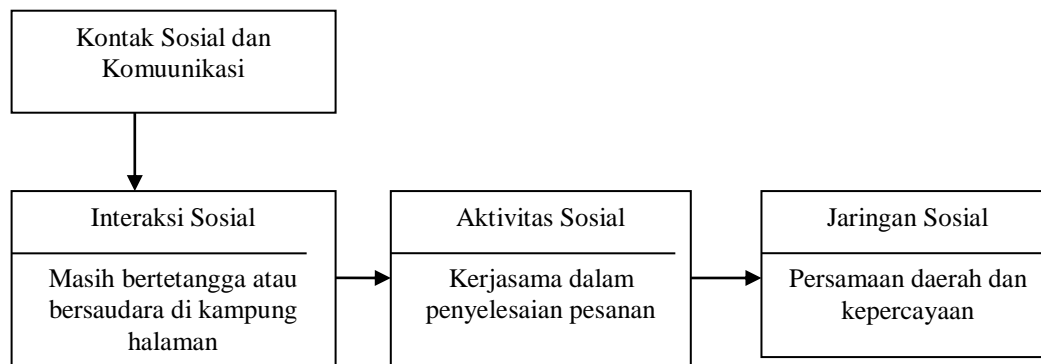 Kontak Sosial dan
Komuunikasi
Interaksi Sosial
Masih bertetangga atau
bersaudara di kampung
halaman
Aktivitas Sosial
Kerjasama dalam
penyelesaian pesanan
Jaringan Sosial
Persamaan daerah dan
kepercayaan